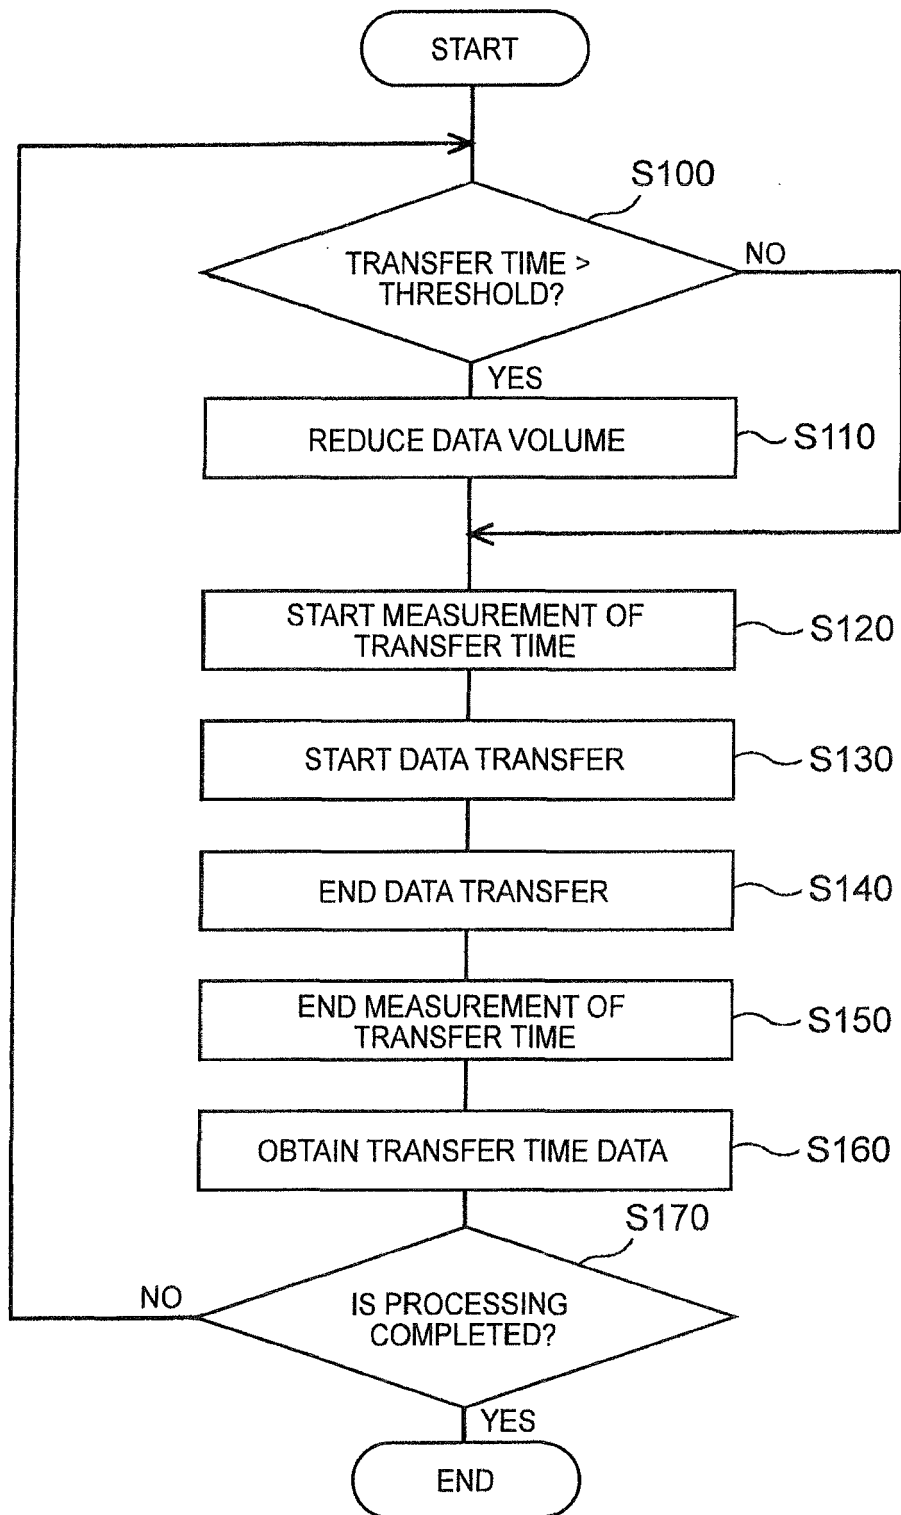 START
S100
TRANSFER TIME >
THRESHOLD?
NO
YES
REDUCE DATA VOLUME
S110
START MEASUREMENT OF
TRANSFER TIME
S120
START DATA TRANSFER
S130
END DATA TRANSFER
S140
END MEASUREMENT OF
TRANSFER TIME
S150
OBTAIN TRANSFER TIME DATA
S160
S170
NO
IS PROCESSING
COMPLETED?
YES
END